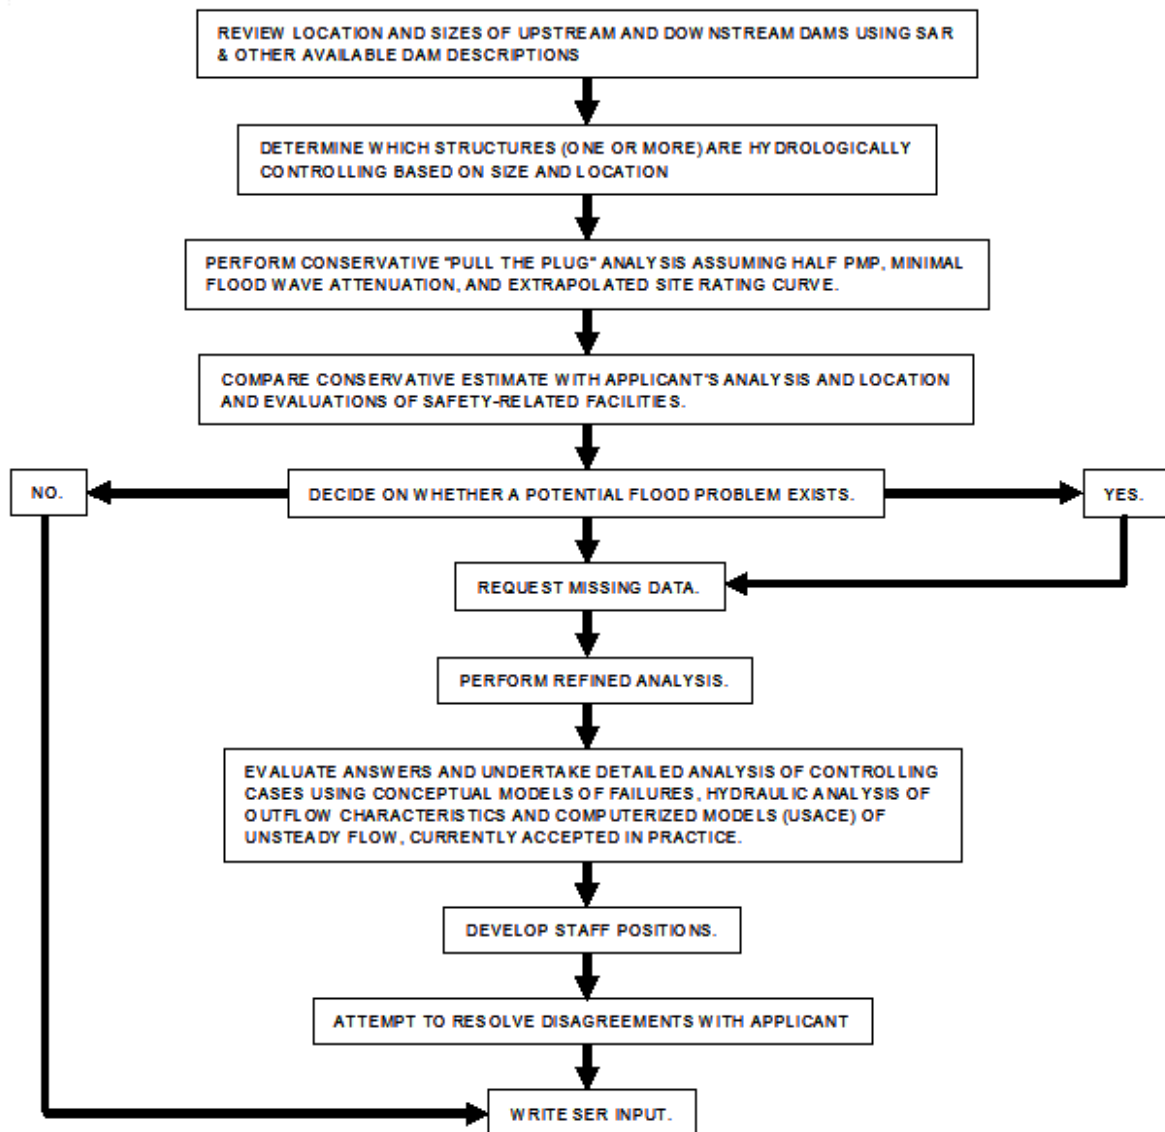 REVIEW LOCATION AND SIZES OF UPSTREAM AND DOWNSTREAM DAMS USING SAR
& OTHER AVAILABLE DAM DESCRIPTIONS
DETERMINE WHICH STRUCTURES (ONE OR MORE) ARE HYDROLOGICALLY
CONTROLLING BASED ON SIZE AND LOCATION
PERFORM CONSERVATIVE "PULL THE PLUG" ANALYSIS ASSUMING HALF PMP, MINIMAL
FLOOD WAVE ATTENUATION, AND EXTRAPOLATED SITE RATING CURVE.
COMPARE CONSERVATIVE ESTIMATE WITH APPLICANT'S ANALYSIS AND LOCATION
AND EVALUATIONS OF SAFETY-RELATED FACILITIES.
NO.
DECIDE ON WHETHER A POTENTIAL FLOOD PROBLEM EXISTS.
YES.
REQUEST MISSING DATA.
PERFORM REFINED ANALYSIS.
EVALUATE ANSWERS AND UNDERTAKE DETAILED ANALYSIS OF CONTROLLING
CASES USING CONCEPTUAL MODELS OF FAILURES, HYDRAULIC ANALYSIS OF
OUTFLOW CHARACTERISTICS AND COMPUTERIZED MODELS (USACE) OF
UNSTEADY FLOW, CURRENTLY ACCEPTED IN PRACTICE.
DEVELOP STAFF POSITIONS.
ATTEMPT TO RESOLVE DISAGREEMENTS WITH APPLICANT
WRITE SER INPUT.